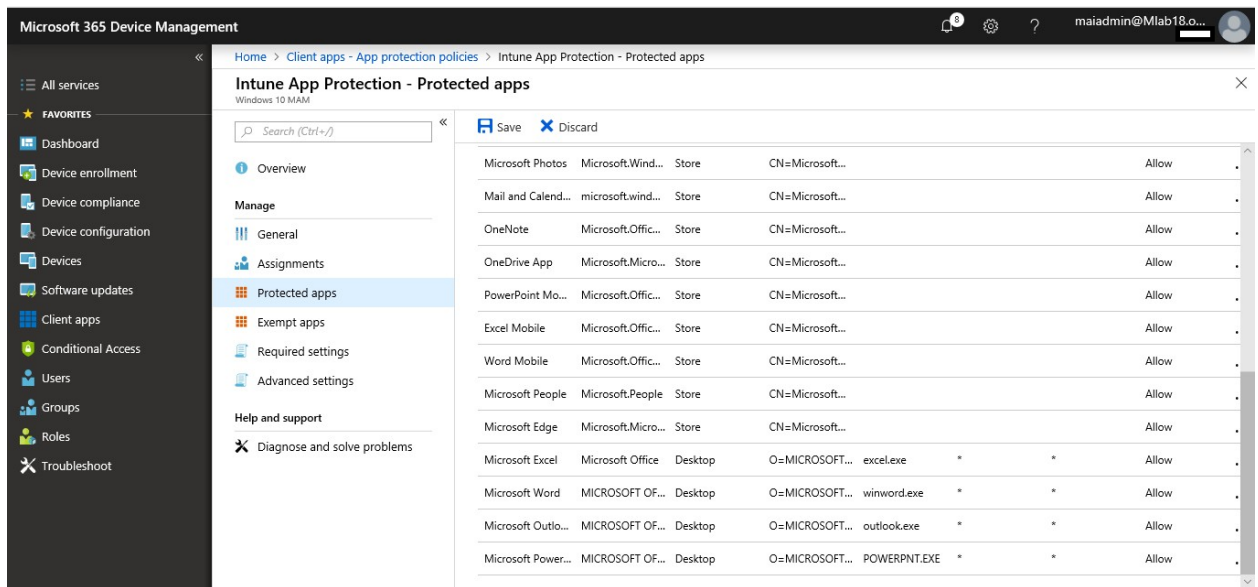 Microsoft 365 Device Management
8
?
maiadmin@Mlab18.o...
«
Home > Client apps - App protection policies > Intune App Protection - Protected apps
Intune App Protection - Protected apps
Windows 10 MAM
All services
FAVORITES
Dashboard
Device enrollment
Device compliance
Device configuration
Devices
Software updates
Client apps
Conditional Access
Users
Groups
Roles
Troubleshoot
Search (Ctrl+/)
«
Overview
Manage
General
Assignments
Protected apps
Exempt apps
Required settings
Advanced settings
Help and support
Diagnose and solve problems
Save Discard
Microsoft Photos Microsoft.Wind... Store CN=Microsoft... Allow
Mail and Calend... microsoft.wind... Store CN=Microsoft... Allow
OneNote Microsoft.Offic... Store CN=Microsoft... Allow
OneDrive App Microsoft.Micro... Store CN=Microsoft... Allow
PowerPoint Mo... Microsoft.Offic... Store CN=Microsoft... Allow
Excel Mobile Microsoft.Offic... Store CN=Microsoft... Allow
Word Mobile Microsoft.Offic... Store CN=Microsoft... Allow
Microsoft People Microsoft.People Store CN=Microsoft... Allow
Microsoft Edge Microsoft.Micro... Store CN=Microsoft... Allow
Microsoft Excel Microsoft Office Desktop O=MICROSOFT... excel.exe * * Allow
Microsoft Word MICROSOFT OF... Desktop O=MICROSOFT... winword.exe * * Allow
Microsoft Outlo... MICROSOFT OF... Desktop O=MICROSOFT... outlook.exe * * Allow
Microsoft Power... MICROSOFT OF... Desktop O=MICROSOFT... POWERPNT.EXE * * Allow